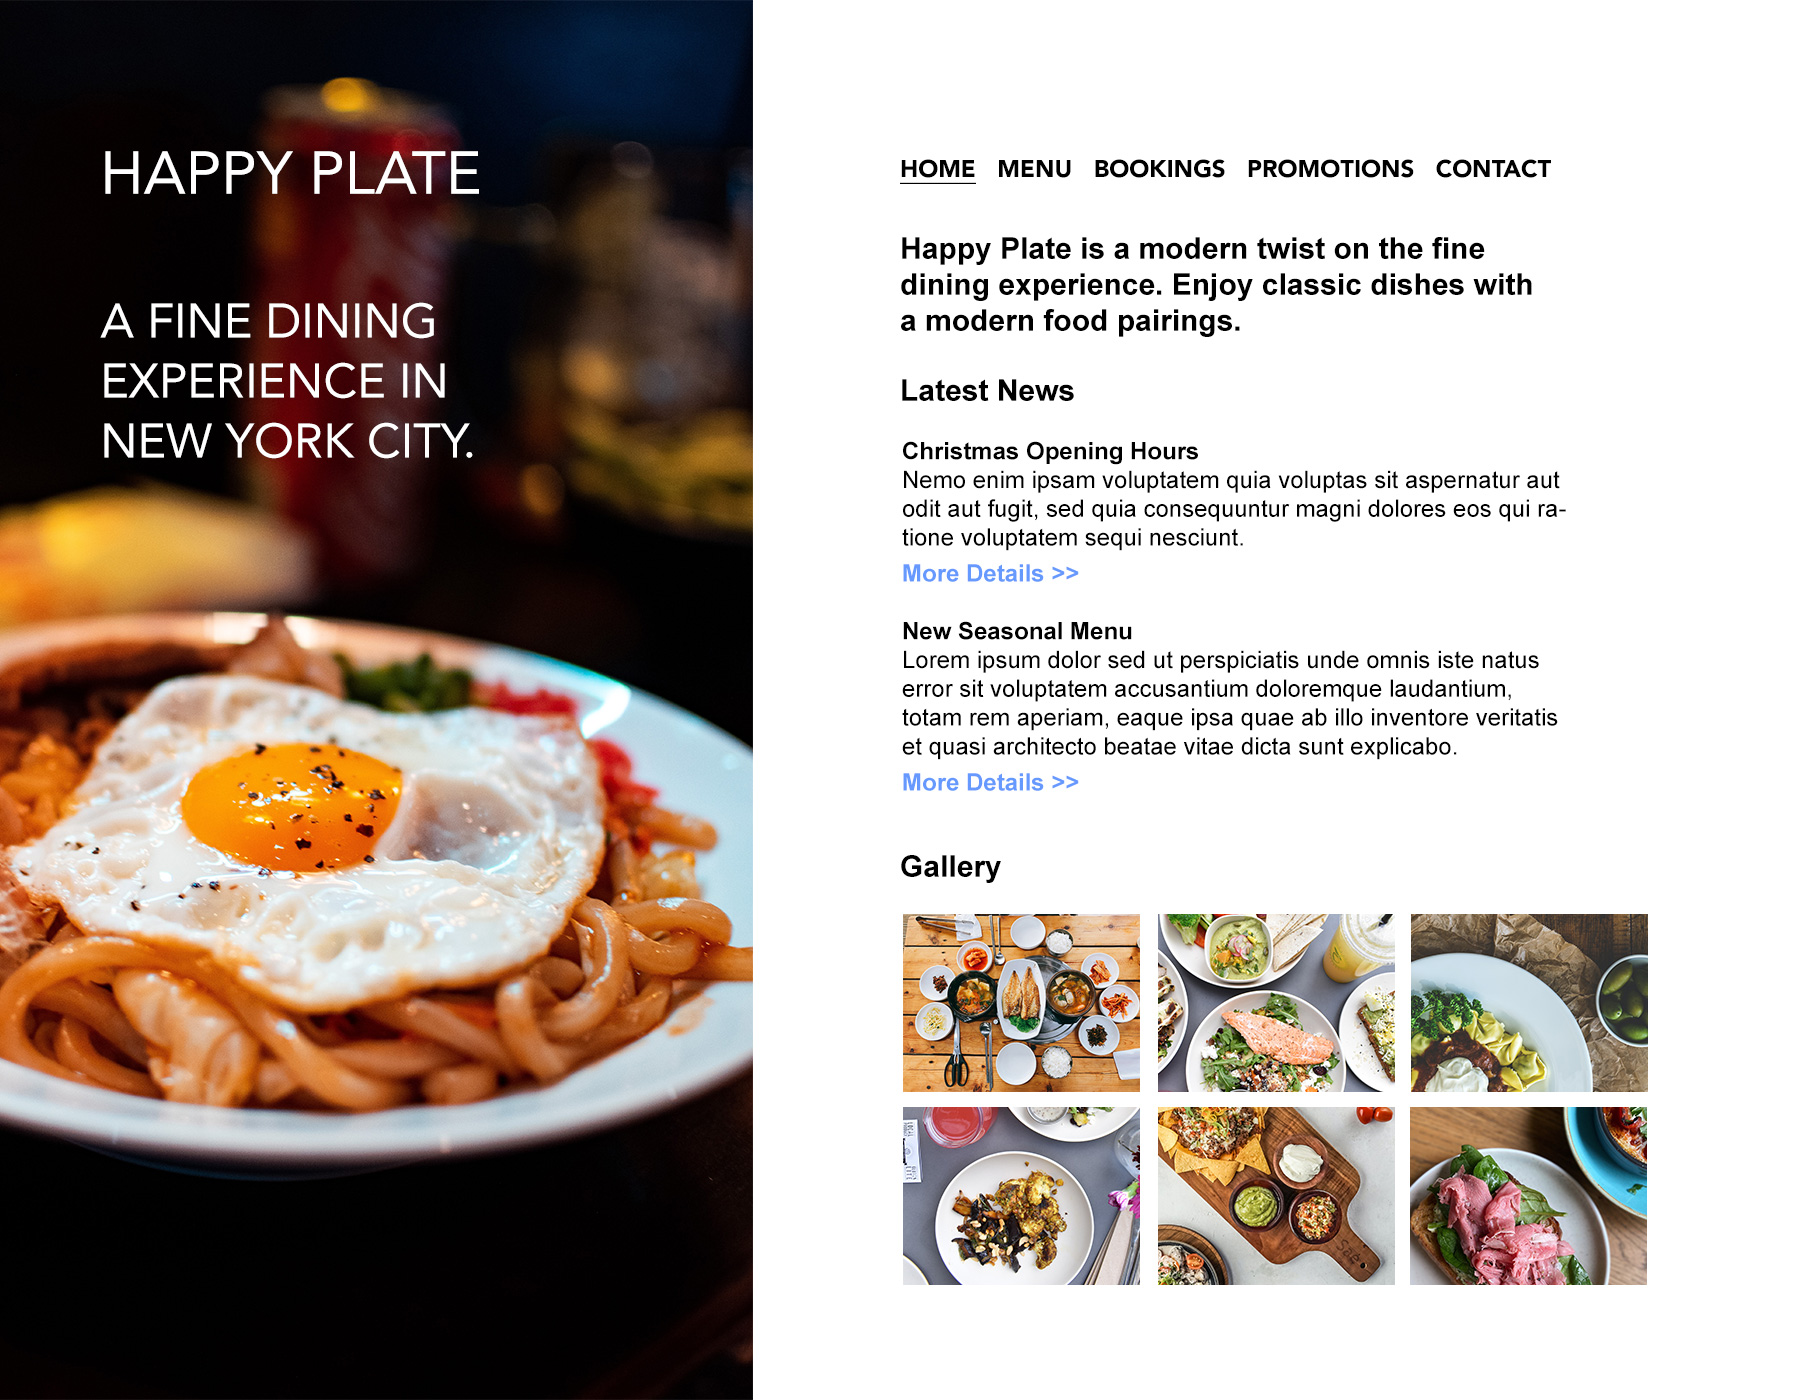 HAPPY PLATE
A FINE DINING
EXPERIENCE IN
NEW YORK CITY.
HOME MENU BOOKINGS PROMOTIONS CONTACT
Happy Plate is a modern twist on the fine
dining experience. Enjoy classic dishes with
a modern food pairings.
Latest News
Christmas Opening Hours
Nemo enim ipsam voluptatem quia voluptas sit aspernatur aut
odit aut fugit, sed quia consequuntur magni dolores eos qui ra-
tione voluptatem sequi nesciunt.
More Details >>
New Seasonal Menu
Lorem ipsum dolor sed ut perspiciatis unde omnis iste natus
error sit voluptatem accusantium doloremque laudantium,
totam rem aperiam, eaque ipsa quae ab illo inventore veritatis
et quasi architecto beatae vitae dicta sunt explicabo.
More Details >>
Gallery